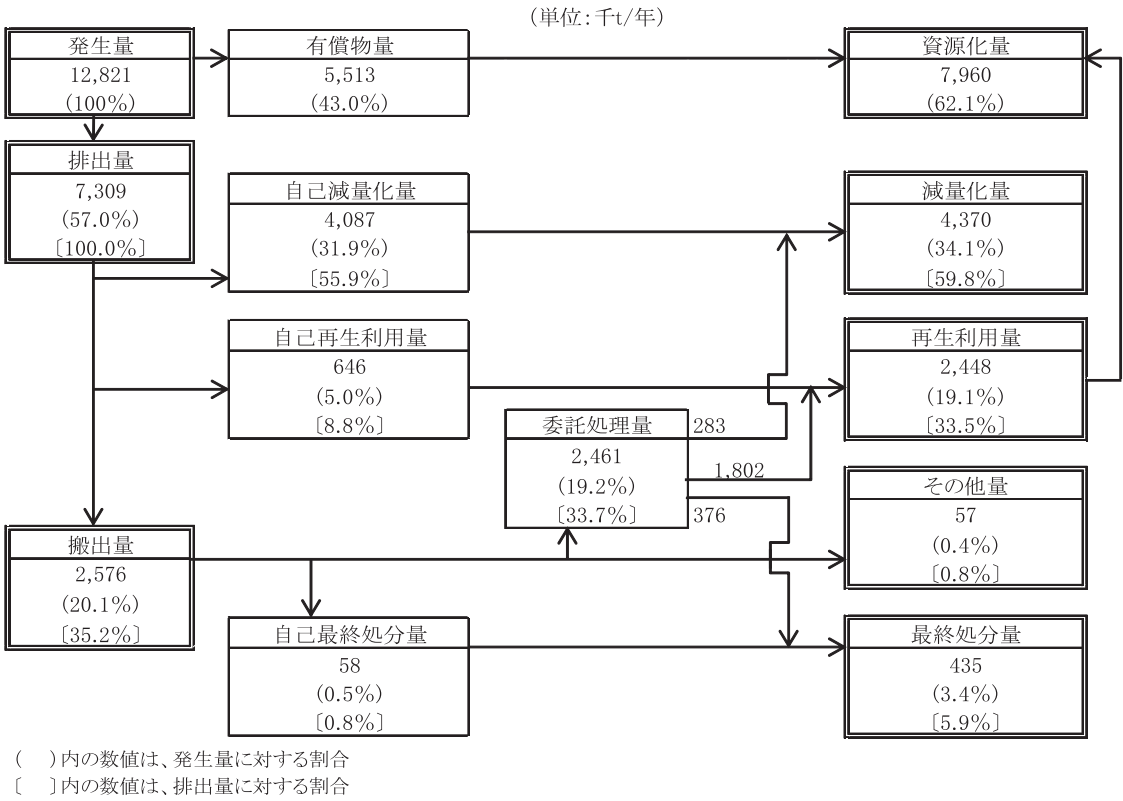 (単位:千t/年)
発生量
12,821
(100%)
有償物量
5,513
(43.0%)
資源化量
7,960
(62.1%)
排出量
7,309
(57.0%)
〔100.0%〕
自己減量化量
4,087
(31.9%)
〔55.9%〕
減量化量
4,370
(34.1%)
〔59.8%〕
自己再生利用量
646
(5.0%)
〔8.8%〕
再生利用量
2,448
(19.1%)
〔33.5%〕
委託処理量
2,461
(19.2%)
〔33.7%〕
283
1,802
376
その他量
57
(0.4%)
〔0.8%〕
搬出量
2,576
(20.1%)
〔35.2%〕
自己最終処分量
58
(0.5%)
〔0.8%〕
最終処分量
435
(3.4%)
〔5.9%〕
( )内の数値は、発生量に対する割合
〔 〕内の数値は、排出量に対する割合